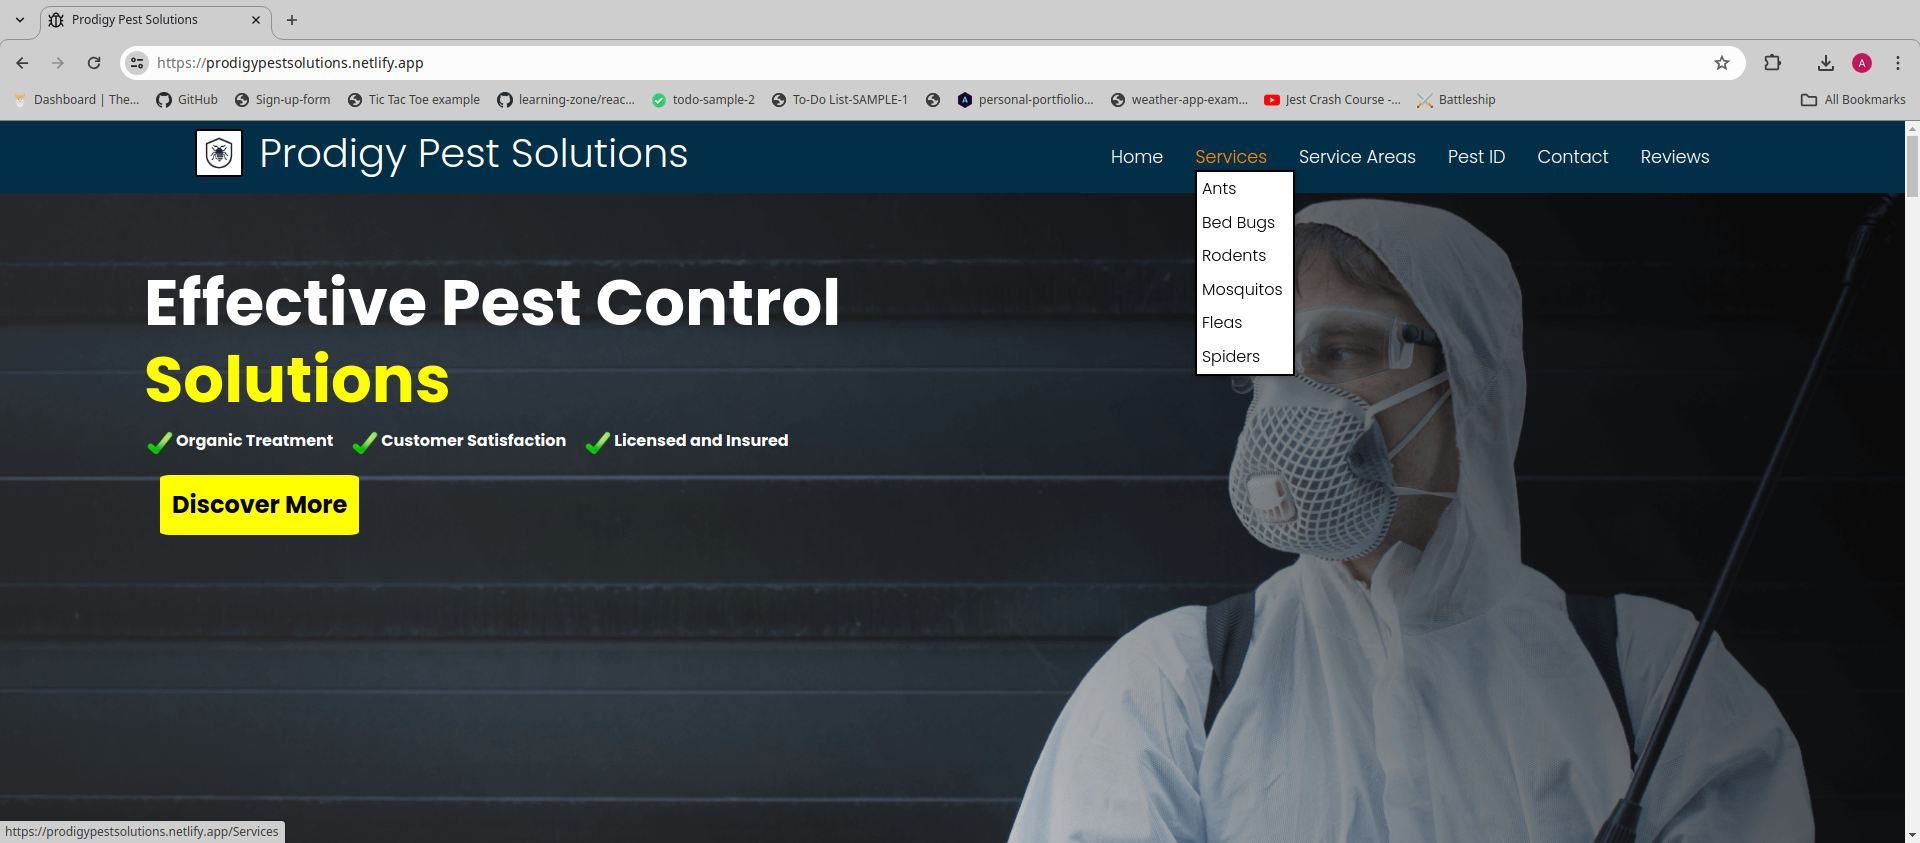 Prodigy Pest Solutions
https://prodigypestsolutions.netlify.app
Dashboard | The... GitHub Sign-up-form Tic Tac Toe example learning-zone/reac... todo-sample-2 To-Do List-SAMPLE-1 personal-portfiolio... weather-app-exam... Jest Crash Course -... Battleship All Bookmarks
A
Prodigy Pest Solutions
Home Services Service Areas Pest ID Contact Reviews
Ants
Bed Bugs
Rodents
Mosquitos
Fleas
Spiders
Effective Pest Control
Solutions
Organic Treatment Customer Satisfaction Licensed and Insured
Discover More
https://prodigypestsolutions.netlify.app/Services